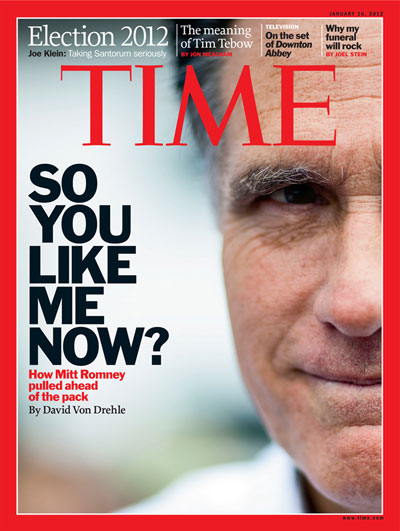 JANUARY 16, 2012
Election 2012
Joe Klein: Taking Santorum seriously
The meaning
of Tim Tebow
BY JON MEACHAM
TELEVISION
On the set
of Downton
Abbey
Why my
funeral
will rock
BY JOEL STEIN
TIME
SO
YOU
LIKE
ME
NOW?
How Mitt Romney
pulled ahead
of the pack
By David Von Drehle
www.time.com